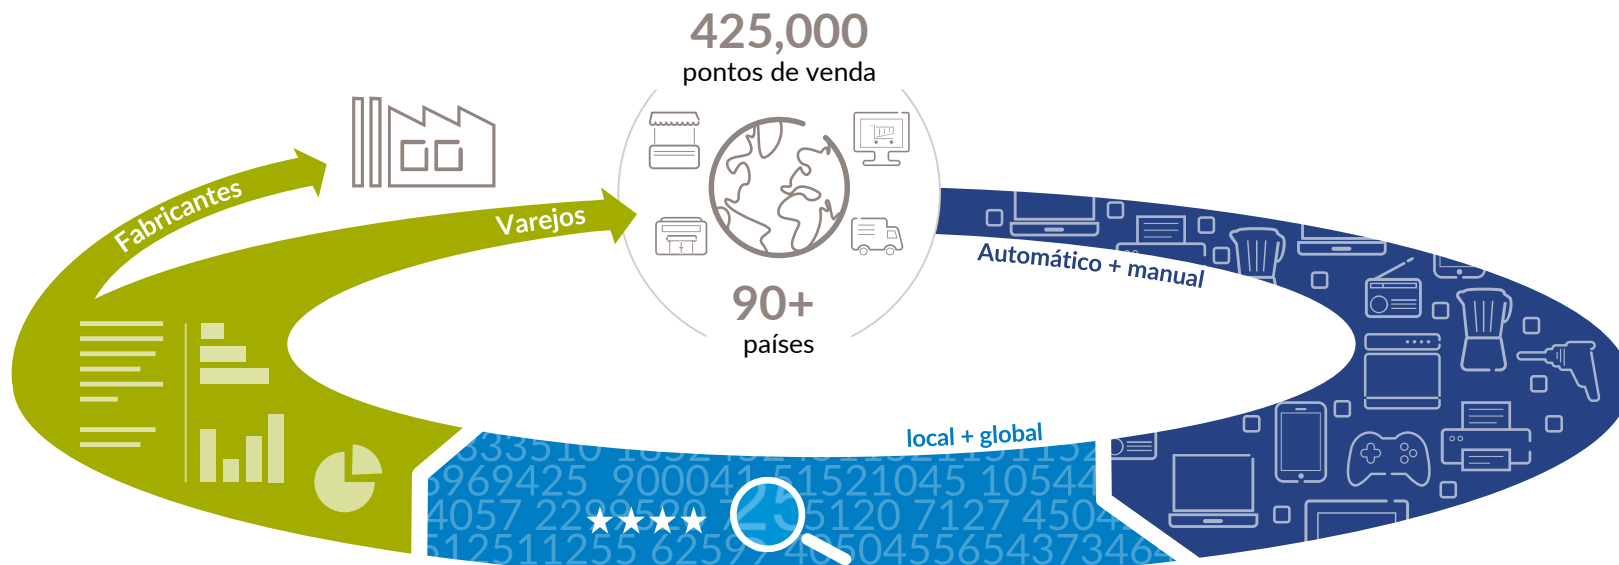 425,000
pontos de venda
Fabricantes
Varejos
90+
países
Automático + manual
local + global